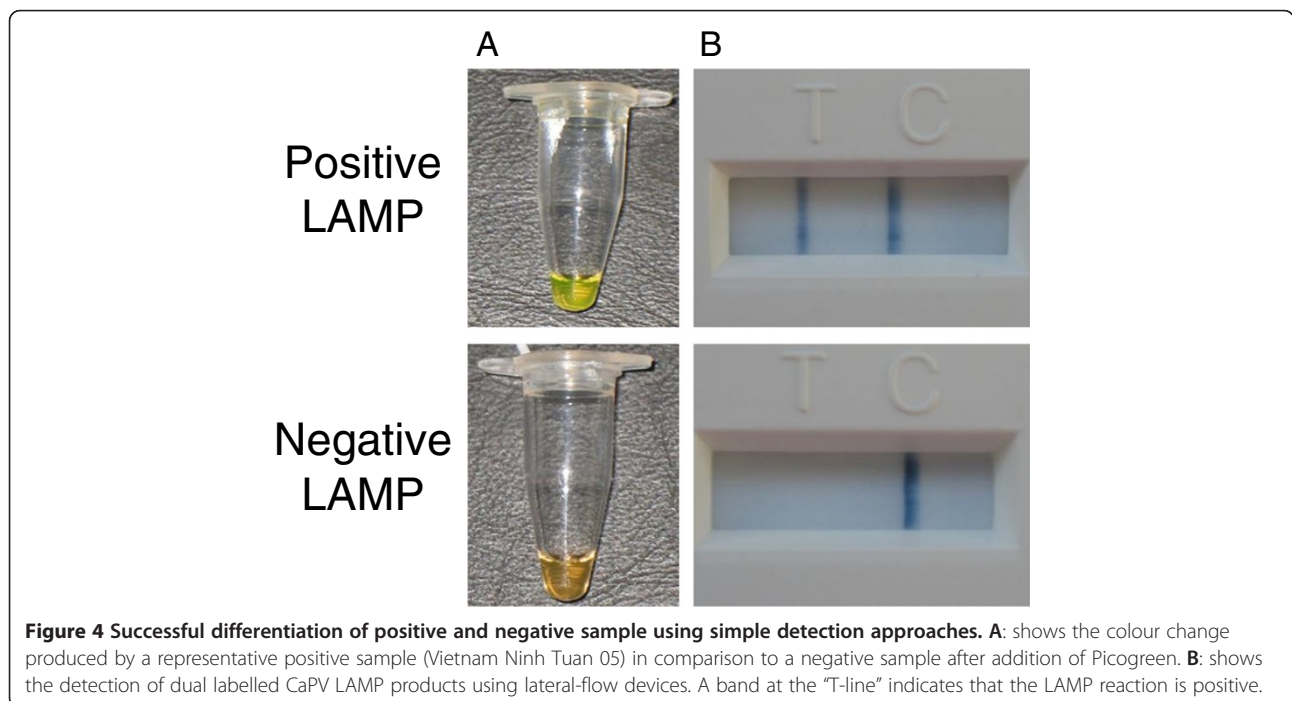 A
B
Positive
LAMP
T C
Negative
LAMP
T C
Figure 4 Successful differentiation of positive and negative sample using simple detection approaches. A: shows the colour change
produced by a representative positive sample (Vietnam Ninh Tuan 05) in comparison to a negative sample after addition of Picogreen. B: shows
the detection of dual labelled CaPV LAMP products using lateral-flow devices. A band at the “T-line” indicates that the LAMP reaction is positive.